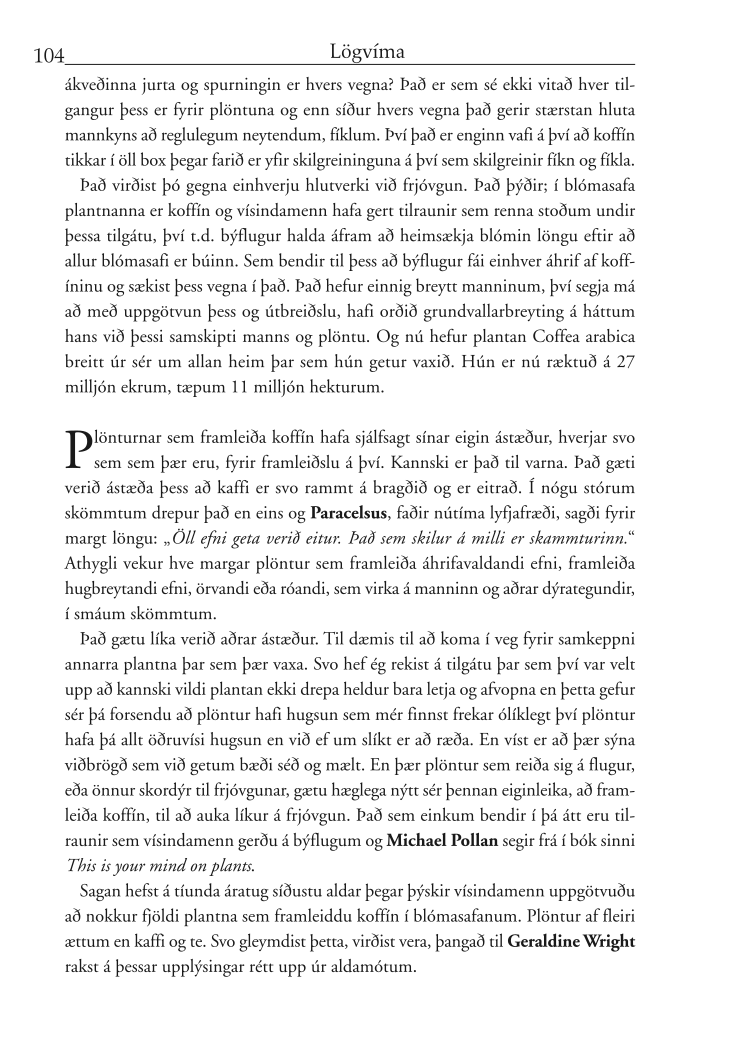 104
Lögvíma
ákveðinna jurta og spurningin er hvers vegna? Það er sem sé ekki vitað hver til-
gangur þess er fyrir plöntuna og enn síður hvers vegna það gerir stærstan hluta
mannkyns að reglulegum neytendum, fíklum. Því það er enginn vafi á því að koffín
tikkar í öll box þegar farið er yfir skilgreininguna á því sem skilgreinir fíkn og fíkla.
Það virðist þó gegna einhverju hlutverki við frjóvgun. Það þýðir; í blómasafa
plantnanna er koffín og vísindamenn hafa gert tilraunir sem renna stoðum undir
þessa tilgátu, því t.d. býflugur halda áfram að heimsækja blómin löngu eftir að
allur blómasafi er búinn. Sem bendir til þess að býflugur fái einhver áhrif af koff-
íninu og sækist þess vegna í það. Það hefur einnig breytt manninum, því segja má
að með uppgötvun þess og útbreiðslu, hafi orðið grundvallarbreyting á háttum
hans við þessi samskipti manns og plöntu. Og nú hefur plantan Coffea arabica
breitt úr sér um allan heim þar sem hún getur vaxið. Hún er nú ræktuð á 27
milljón ekrum, tæpum 11 milljón hekturum.
Plönturnar sem framleiða koffín hafa sjálfsagt sínar eigin ástæður, hverjar svo
sem sem þær eru, fyrir framleiðslu á því. Kannski er það til varna. Það gæti
verið ástæða þess að kaffi er svo rammt á bragðið og er eitrað. Í nógu stórum
skömmtum drepur það en eins og Paracelsus, faðir nútíma lyfjafræði, sagði fyrir
margt löngu: „Öll efni geta verið eitur. Það sem skilur á milli er skammturinn.“
Athygli vekur hve margar plöntur sem framleiða áhrifavaldandi efni, framleiða
hugbreytandi efni, örvandi eða róandi, sem virka á manninn og aðrar dýrategundir,
í smáum skömmtum.
Það gætu líka verið aðrar ástæður. Til dæmis til að koma í veg fyrir samkeppni
annarra plantna þar sem þær vaxa. Svo hef ég rekist á tilgátu þar sem því var velt
upp að kannski vildi plantan ekki drepa heldur bara letja og afvopna en þetta gefur
sér þá forsendu að plöntur hafi hugsun sem mér finnst frekar ólíklegt því plöntur
hafa þá allt öðruvísi hugsun en við ef um slíkt er að ræða. En víst er að þær sýna
viðbrögð sem við getum bæði séð og mælt. En þær plöntur sem reiða sig á flugur,
eða önnur skordýr til frjóvgunar, gætu hæglega nýtt sér þennan eiginleika, að fram-
leiða koffín, til að auka líkur á frjóvgun. Það sem einkum bendir í þá átt eru til-
raunir sem vísindamenn gerðu á býflugum og Michael Pollan segir frá í bók sinni
This is your mind on plants.
Sagan hefst á tíunda áratug síðustu aldar þegar þýskir vísindamenn uppgötvuðu
að nokkur fjöldi plantna sem framleiddu koffín í blómasafanum. Plöntur af fleiri
ættum en kaffi og te. Svo gleymdist þetta, virðist vera, þangað til Geraldine Wright
rakst á þessar upplýsingar rétt upp úr aldamótum.